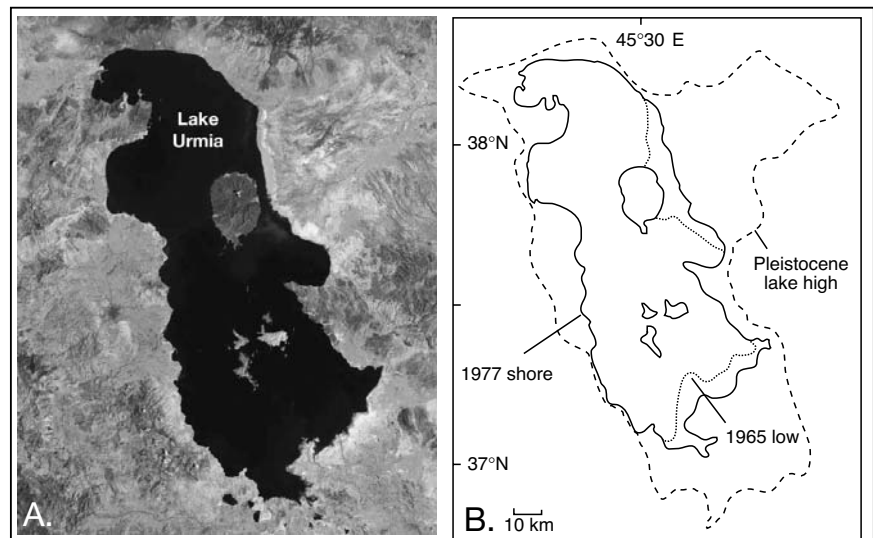 Lake
Urmia
A.
45°30 E
38°N
Pleistocene
lake high
1977 shore
1965 low
37°N
10 km
B.